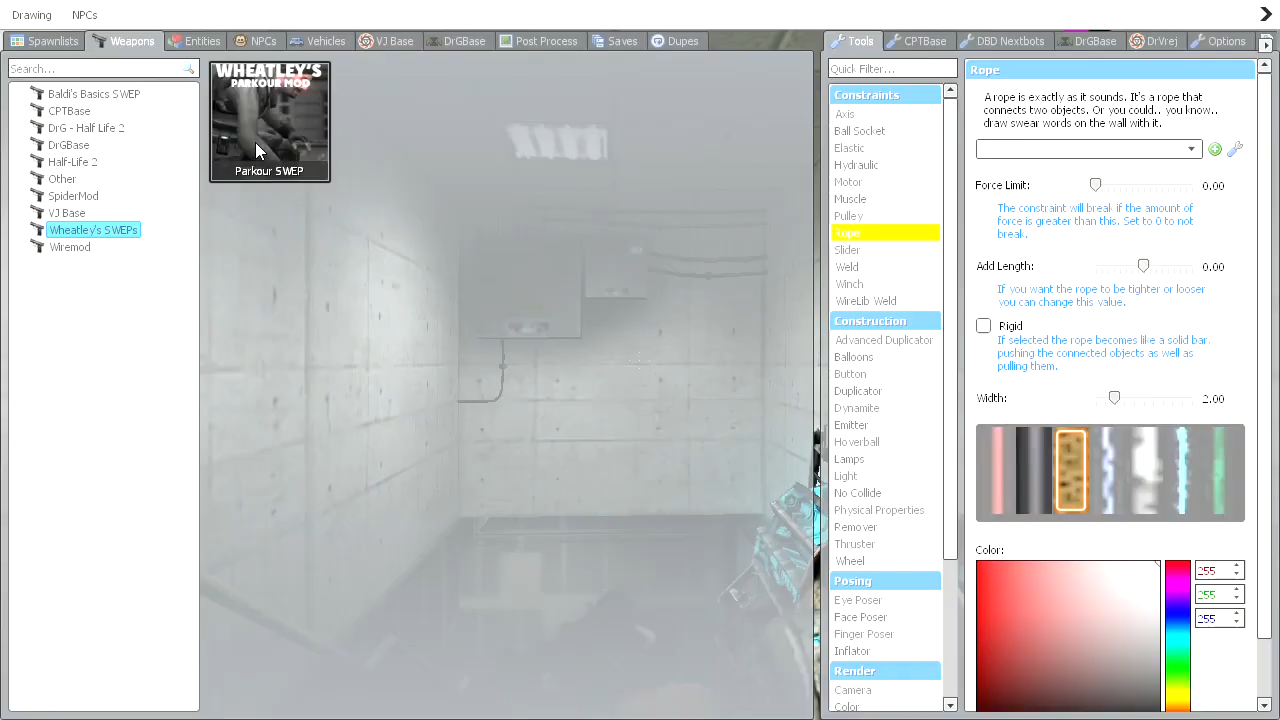 Drawing NPCs
Spawnlists Weapons Entities NPCs Vehicles VJ Base DrGBase Post Process Saves Dupes
Search...
Baldi's Basics SWEP
CPTBase
DrG - Half Life 2
DrGBase
Half-Life 2
Other
SpiderMod
VJ Base
Wheatley's SWEPs
Wiremod
WHEATLEY'S
PARKOUR MOD
Parkour SWEP
Tools CPTBase DBD Nextbots DrGBase DrVrej Options
Quick Filter...
Constraints
Axis
Ball Socket
Elastic
Hydraulic
Motor
Muscle
Pulley
Rope
Slider
Weld
Winch
WireLib Weld
Construction
Advanced Duplicator
Balloons
Button
Duplicator
Dynamite
Emitter
Hoverball
Lamps
Light
No Collide
Physical Properties
Remover
Thruster
Wheel
Posing
Eye Poser
Face Poser
Finger Poser
Inflator
Render
Camera
Color
Rope
A rope is exactly as it sounds. It's a rope that
connects two objects. Or you could.. you know..
draw swear words on the wall with it.
Force Limit: 0.00
The constraint will break if the amount of
force is greater than this. Set to 0 to not
break.
Add Length: 0.00
If you want the rope to be tighter or looser
you can change this value.
Rigid
If selected the rope becomes like a solid bar,
pushing the connected objects as well as
pulling them.
Width: 2.00
Color:
255
255
255